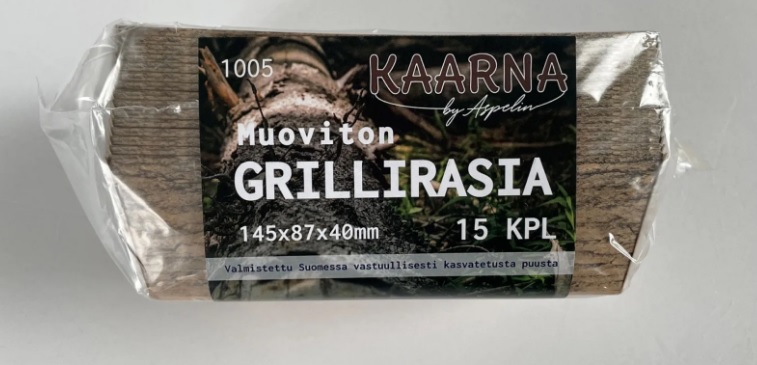 1005
KAARNA
by Aspelin
Muoviton
GRILLIRASIA
145x87x40mm 15 KPL
Valmistettu Suomessa vastuullisesti kasvatetusta puusta